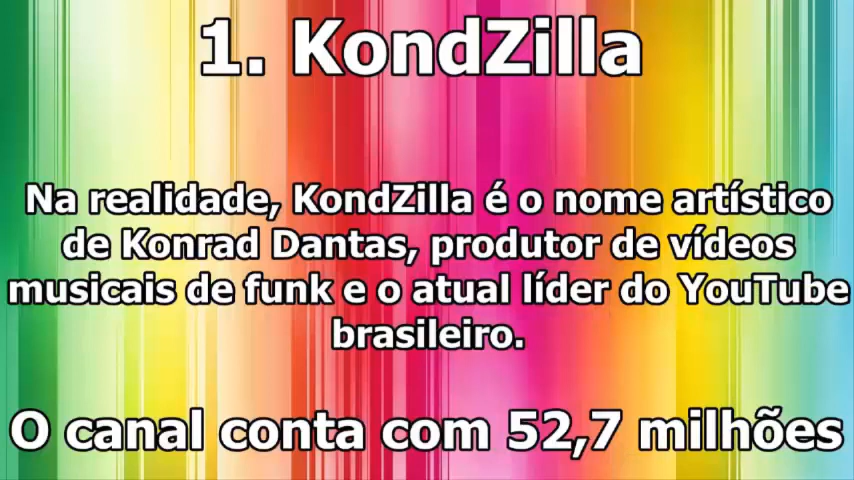 1. KondZilla
Na realidade, KondZilla é o nome artístico
de Konrad Dantas, produtor de vídeos
musicais de funk e o atual líder do YouTube
brasileiro.
O canal conta com 52,7 milhões